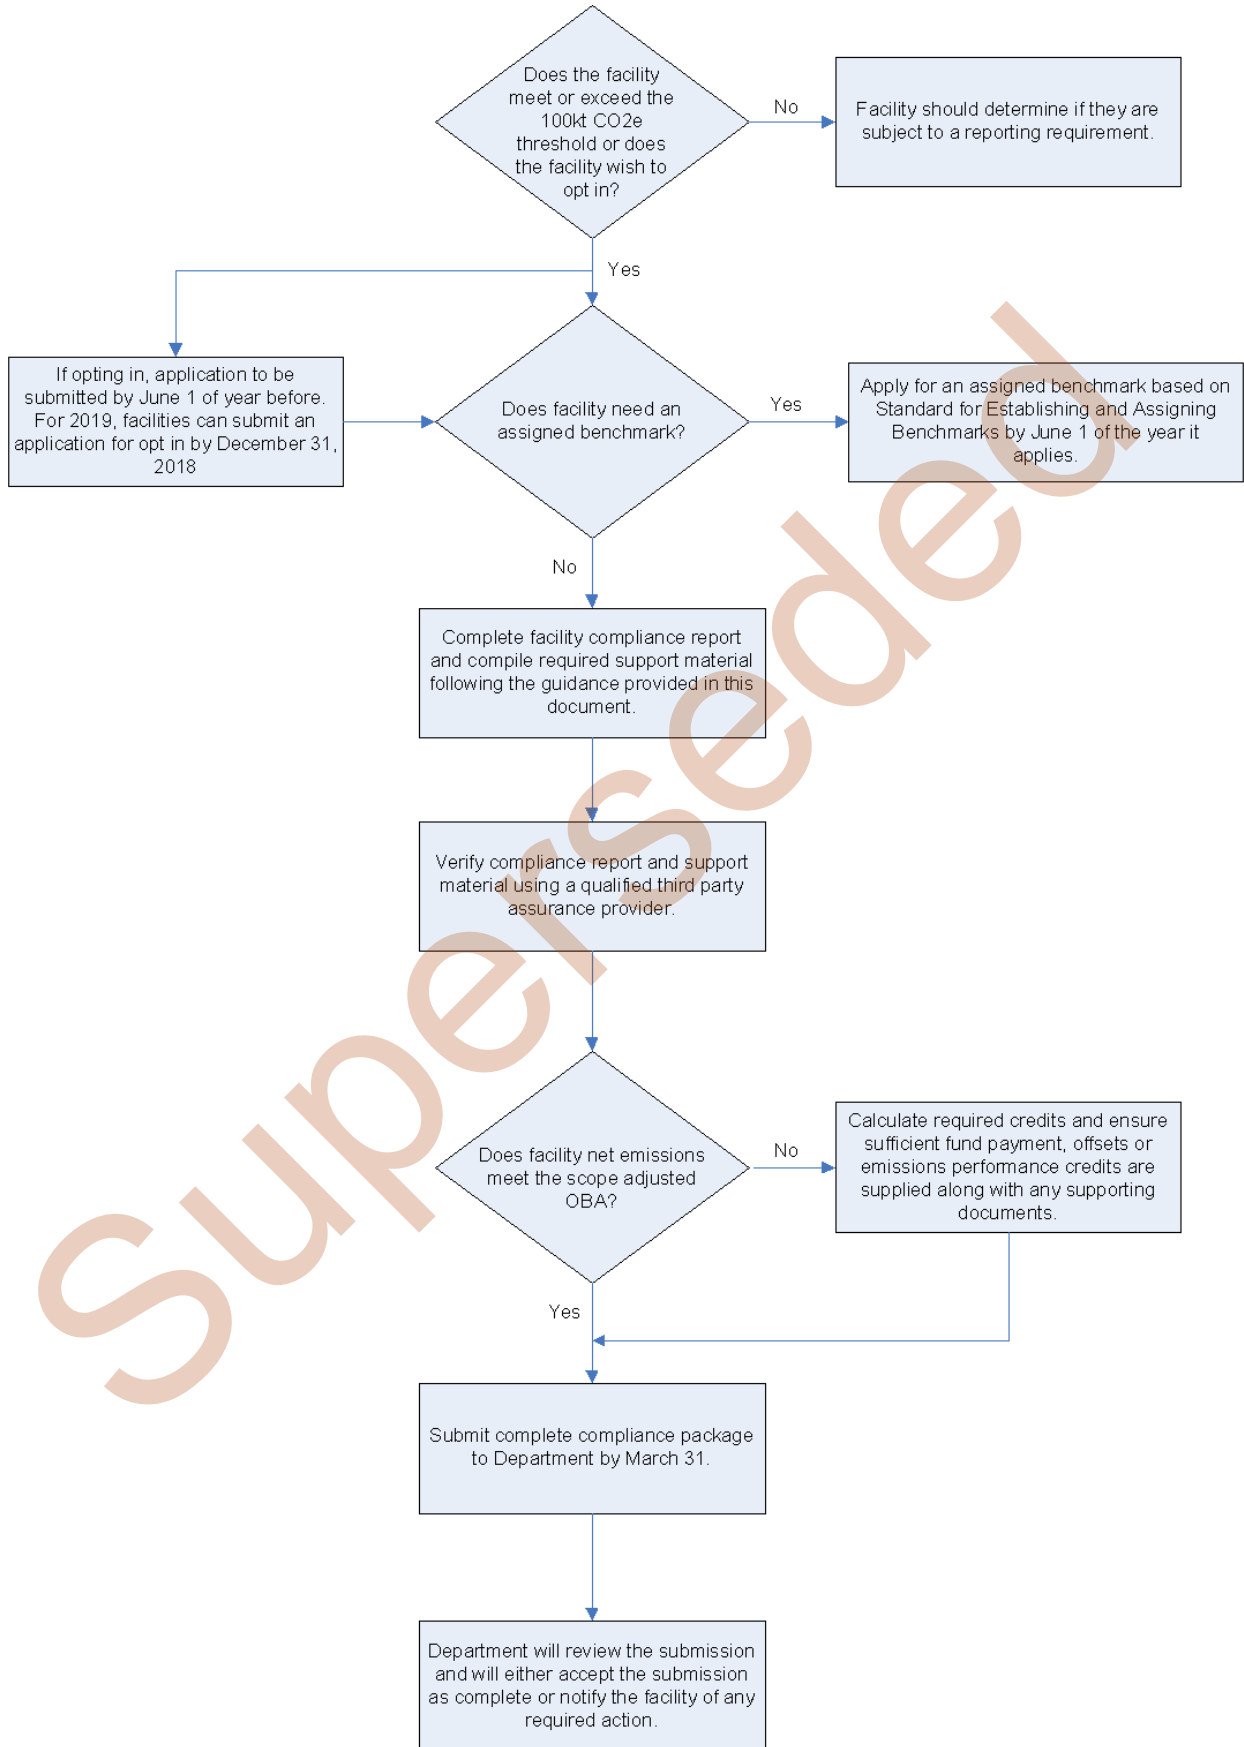 Does the facility
meet or exceed the
100kt CO2e
threshold or does
the facility wish to
opt in?
No
Facility should determine if they are
subject to a reporting requirement.
Yes
If opting in, application to be
submitted by June 1 of year before.
For 2019, facilities can submit an
application for opt in by December 31,
2018
Does facility need an
assigned benchmark?
Yes
Apply for an assigned benchmark based on
Standard for Establishing and Assigning
Benchmarks by June 1 of the year it
applies.
No
Complete facility compliance report
and compile required support material
following the guidance provided in this
document.
Verify compliance report and support
material using a qualified third party
assurance provider.
Does facility net emissions
meet the scope adjusted
OBA?
No
Calculate required credits and ensure
sufficient fund payment, offsets or
emissions performance credits are
supplied along with any supporting
documents.
Yes
Submit complete compliance package
to Department by March 31.
Department will review the submission
and will either accept the submission
as complete or notify the facility of any
required action.
Superseded